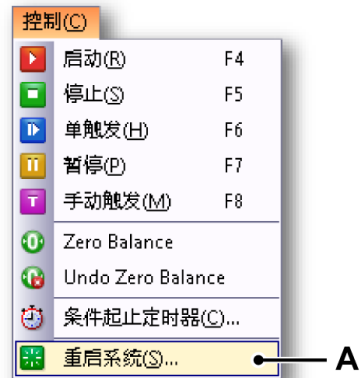 控制(C)
启动(R) F4
停止(S) F5
单触发(H) F6
暂停(P) F7
手动触发(M) F8
Zero Balance
Undo Zero Balance
条件起止定时器(C)...
重启系统(S)... A